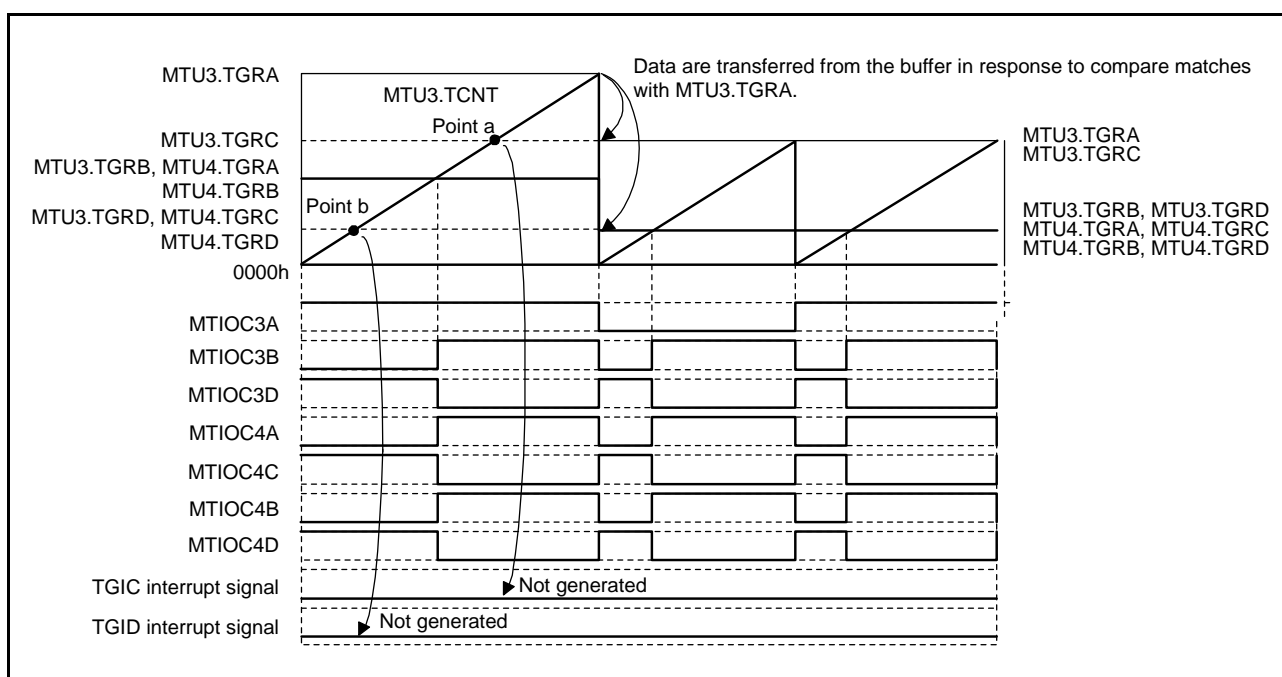 MTU3.TGRA
MTU3.TCNT
Data are transferred from the buffer in response to compare matches
with MTU3.TGRA.
Point a
MTU3.TGRC
MTU3.TGRB, MTU4.TGRA
MTU4.TGRB
Point b
MTU3.TGRD, MTU4.TGRC
MTU4.TGRD
0000h
MTU3.TGRA
MTU3.TGRC
MTU3.TGRB, MTU3.TGRD
MTU4.TGRA, MTU4.TGRC
MTU4.TGRB, MTU4.TGRD
MTIOC3A
MTIOC3B
MTIOC3D
MTIOC4A
MTIOC4C
MTIOC4B
MTIOC4D
TGIC interrupt signal
Not generated
TGID interrupt signal
Not generated